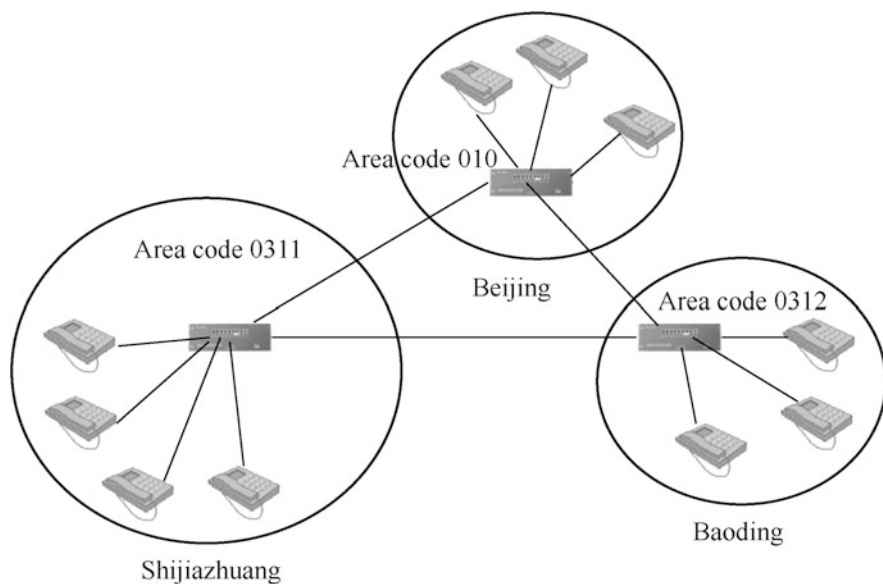 Area code 010
Beijing
Area code 0311
Shijiazhuang
Area code 0312
Baoding